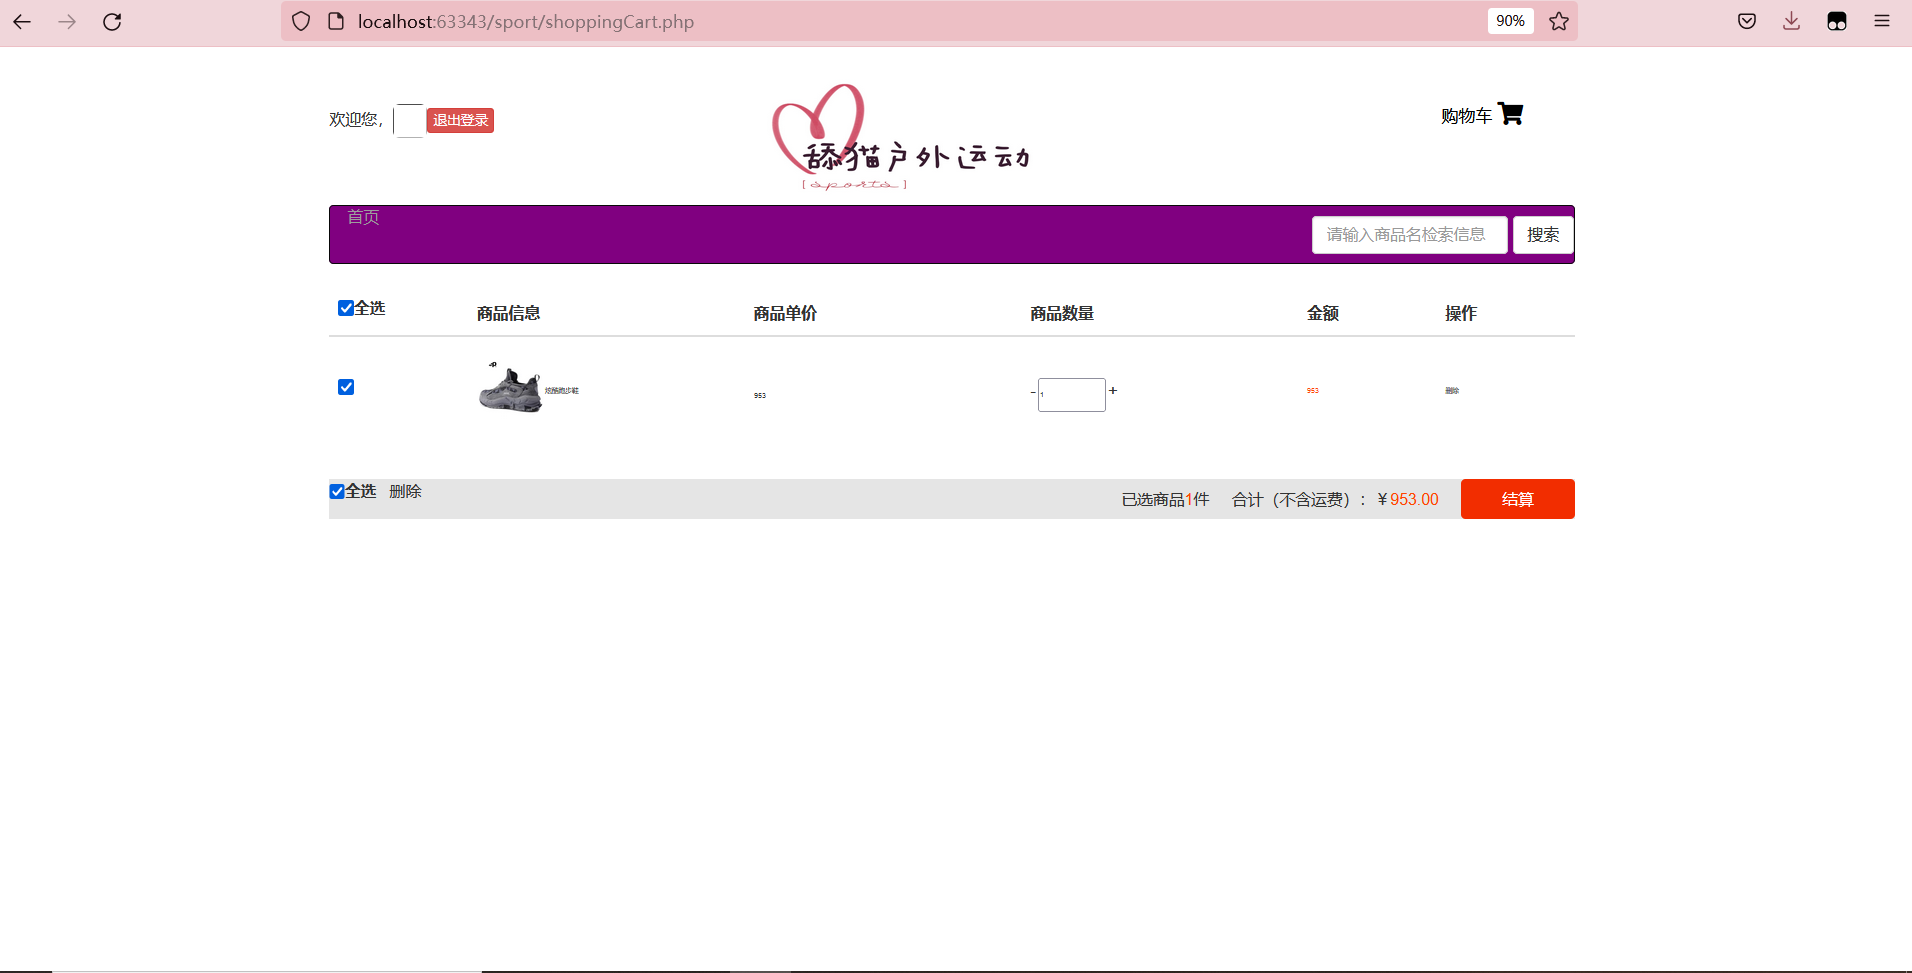 localhost:63343/sport/shoppingCart.php 90%
欢迎您, 退出登录
舔猫户外运动
[sports]
购物车
首页 请输入商品名检索信息 搜索
全选 商品信息 商品单价 商品数量 金额 操作
炫酷跑步鞋 953 - 1 + 953 删除
全选 删除 已选商品1件 合计（不含运费）：￥953.00 结算